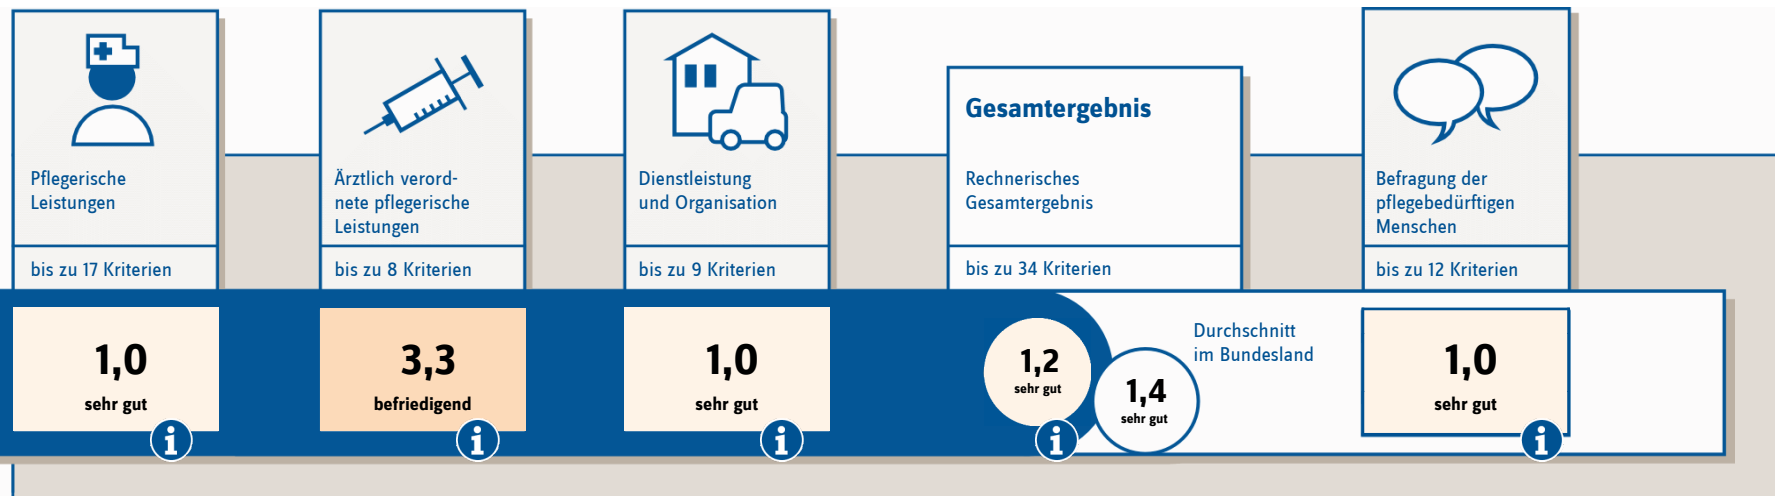 Pflegerische
Leistungen
bis zu 17 Kriterien
1,0
sehr gut
i
Ärztlich verord-
nete pflegerische
Leistungen
bis zu 8 Kriterien
3,3
befriedigend
i
Dienstleistung
und Organisation
bis zu 9 Kriterien
1,0
sehr gut
i
Gesamtergebnis
Rechnerisches
Gesamtergebnis
bis zu 34 Kriterien
1,2
sehr gut
i
1,4
sehr gut
Durchschnitt
im Bundesland
Befragung der
pflegebedürftigen
Menschen
bis zu 12 Kriterien
1,0
sehr gut
i